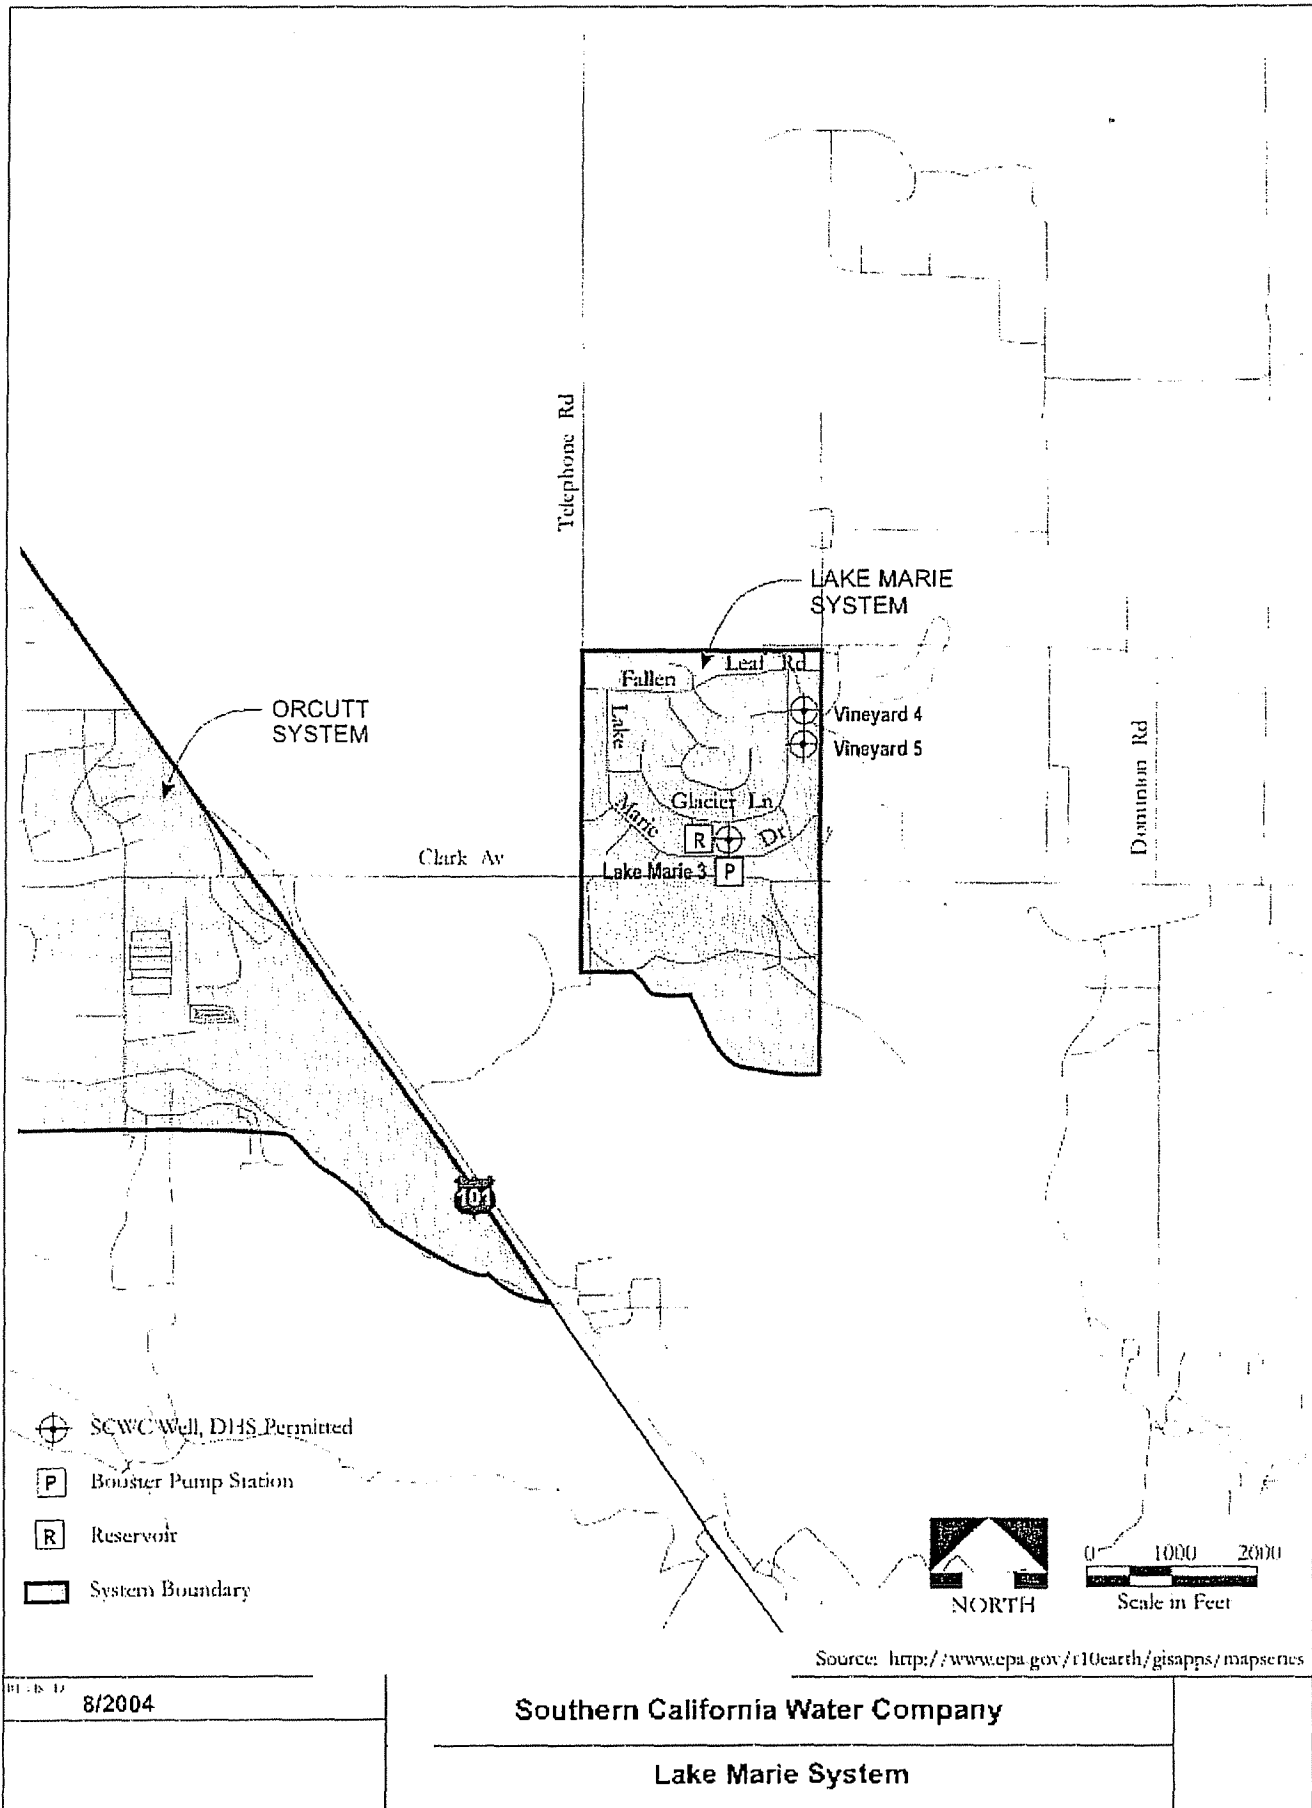 Telephone Rd
LAKE MARIE
SYSTEM
Fallen Leaf Rd
ORCUTT
SYSTEM
Lake
Vineyard 4
Vineyard 5
Dominion Rd
Glacier Ln
Marie Dr
R
Clark Av
Lake Marie 3 P
101
SCWC Well, DHS Permitted
P Booster Pump Station
R Reservoir
System Boundary
NORTH
0 1000 2000
Scale in Feet
Source: http://www.epa.gov/r10earth/gisapps/mapseries
8/2004
Southern California Water Company
Lake Marie System